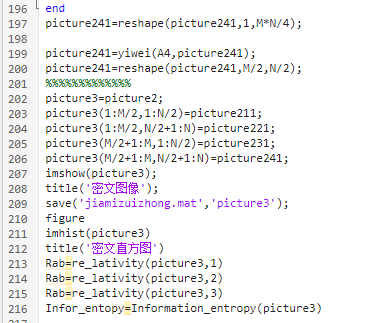 196 end
197 picture241=reshape(picture241,1,M*N/4);
198
199 picture241=yiwei(A4,picture241);
200 picture241=reshape(picture241,M/2,N/2);
201 %%%%%%%%%%%%%
202 picture3=picture2;
203 picture3(1:M/2,1:N/2)=picture211;
204 picture3(1:M/2,N/2+1:N)=picture221;
205 picture3(M/2+1:M,1:N/2)=picture231;
206 picture3(M/2+1:M,N/2+1:N)=picture241;
207 imshow(picture3);
208 title('密文图像');
209 save('jiamizuizhong.mat','picture3');
210 figure
211 imhist(picture3)
212 title('密文直方图')
213 Rab=re_lativity(picture3,1)
214 Rab=re_lativity(picture3,2)
215 Rab=re_lativity(picture3,3)
216 Infor_entopy=Information_entropy(picture3)